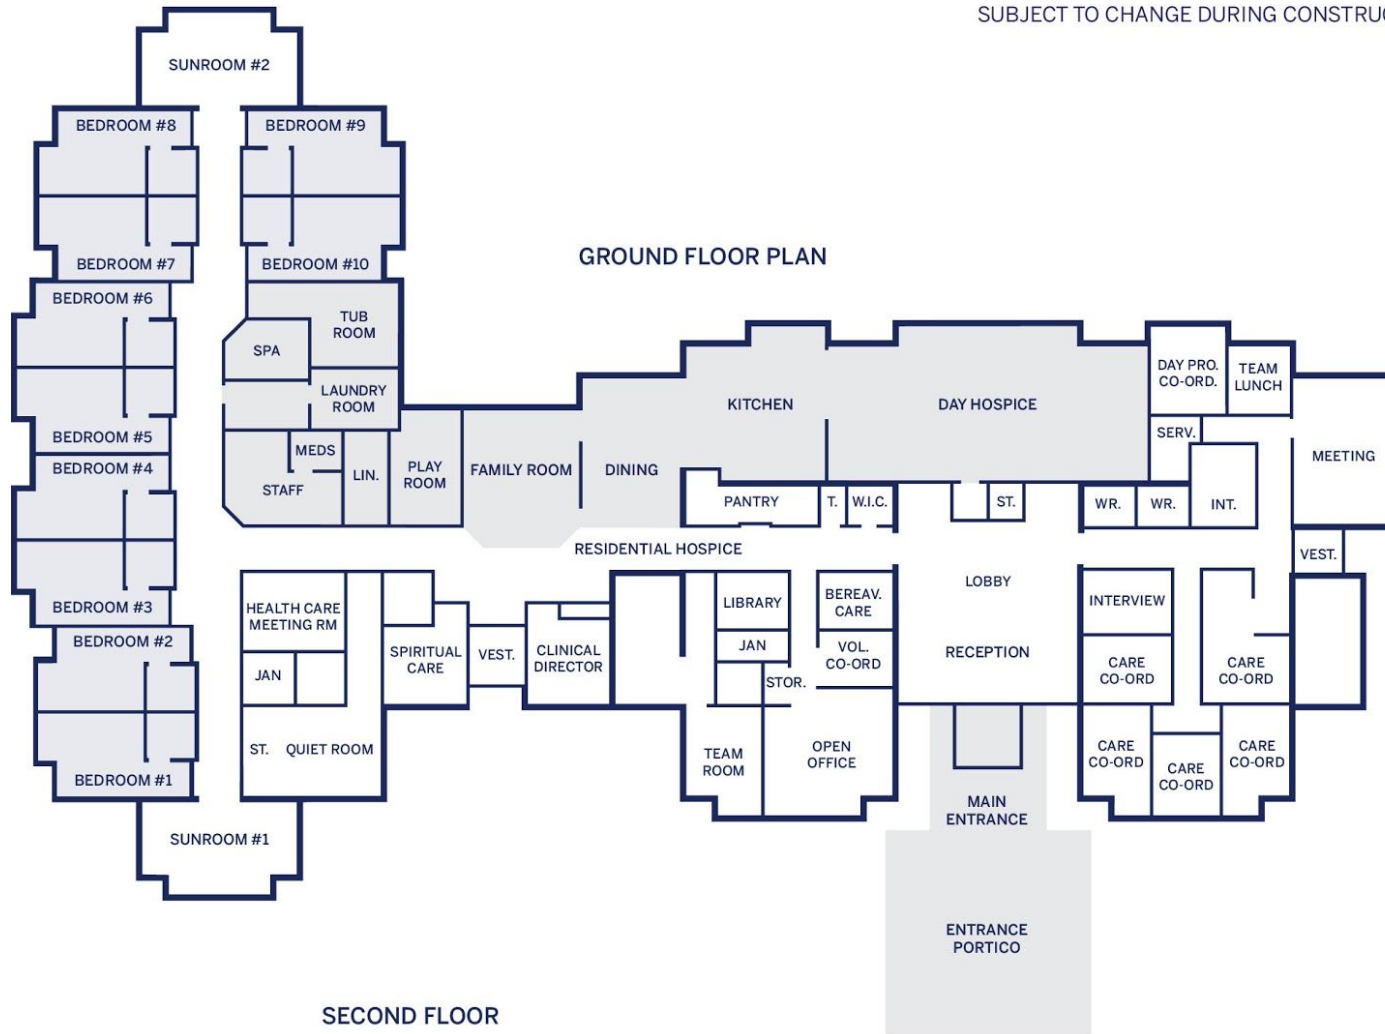 SUBJECT TO CHANGE DURING CONSTRU
SUNROOM #2
BEDROOM #8
BEDROOM #9
BEDROOM #7
BEDROOM #10
GROUND FLOOR PLAN
BEDROOM #6
TUB
ROOM
SPA
LAUNDRY
ROOM
BEDROOM #5
BEDROOM #4
MEDS
STAFF
LIN.
PLAY
ROOM
FAMILY ROOM
DINING
KITCHEN
DAY HOSPICE
DAY PRO.
CO-ORD.
TEAM
LUNCH
SERV.
MEETING
PANTRY
T.
W.I.C.
ST.
WR.
WR.
INT.
RESIDENTIAL HOSPICE
VEST.
LOBBY
BEDROOM #3
BEDROOM #2
HEALTH CARE
MEETING RM
JAN
SPIRITUAL
CARE
VEST.
CLINICAL
DIRECTOR
LIBRARY
JAN
STOR.
BEREAV.
CARE
VOL.
CO-ORD
RECEPTION
INTERVIEW
CARE
CO-ORD
CARE
CO-ORD
ST.
QUIET ROOM
TEAM
ROOM
OPEN
OFFICE
CARE
CO-ORD
CARE
CO-ORD
CARE
CO-ORD
BEDROOM #1
SUNROOM #1
MAIN
ENTRANCE
ENTRANCE
PORTICO
SECOND FLOOR